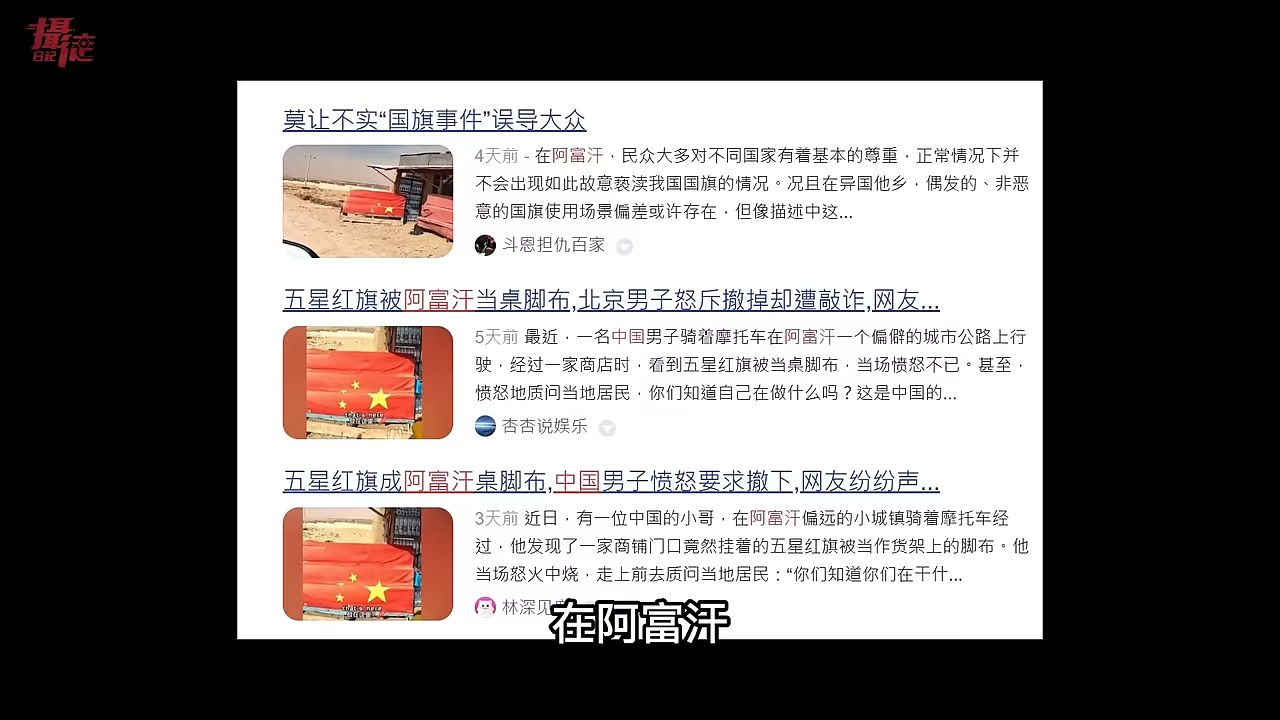 攝徒
日記
莫让不实“国旗事件”误导大众
4天前 - 在阿富汗，民众大多对不同国家有着基本的尊重，正常情况下并
不会出现如此故意亵渎我国国旗的情况。况且在异国他乡，偶发的、非恶
意的国旗使用场景偏差或许存在，但像描述中这...
斗恩担仇百家
五星红旗被阿富汗当桌脚布,北京男子怒斥撤掉却遭敲诈,网友...
5天前 最近，一名中国男子骑着摩托车在阿富汗一个偏僻的城市公路上行
驶，经过一家商店时，看到五星红旗被当桌脚布，当场愤怒不已。甚至，
愤怒地质问当地居民，你们知道自己在做什么吗？这是中国的...
that's here
杏杏说娱乐
五星红旗成阿富汗桌脚布,中国男子愤怒要求撤下,网友纷纷声...
3天前 近日，有一位中国的小哥，在阿富汗偏远的小城镇骑着摩托车经
过，他发现了一家商铺门口竟然挂着的五星红旗被当作货架上的脚布。他
当场怒火中烧，走上前去质问当地居民：“你们知道你们在干什...
that's here
林深见
在阿富汗